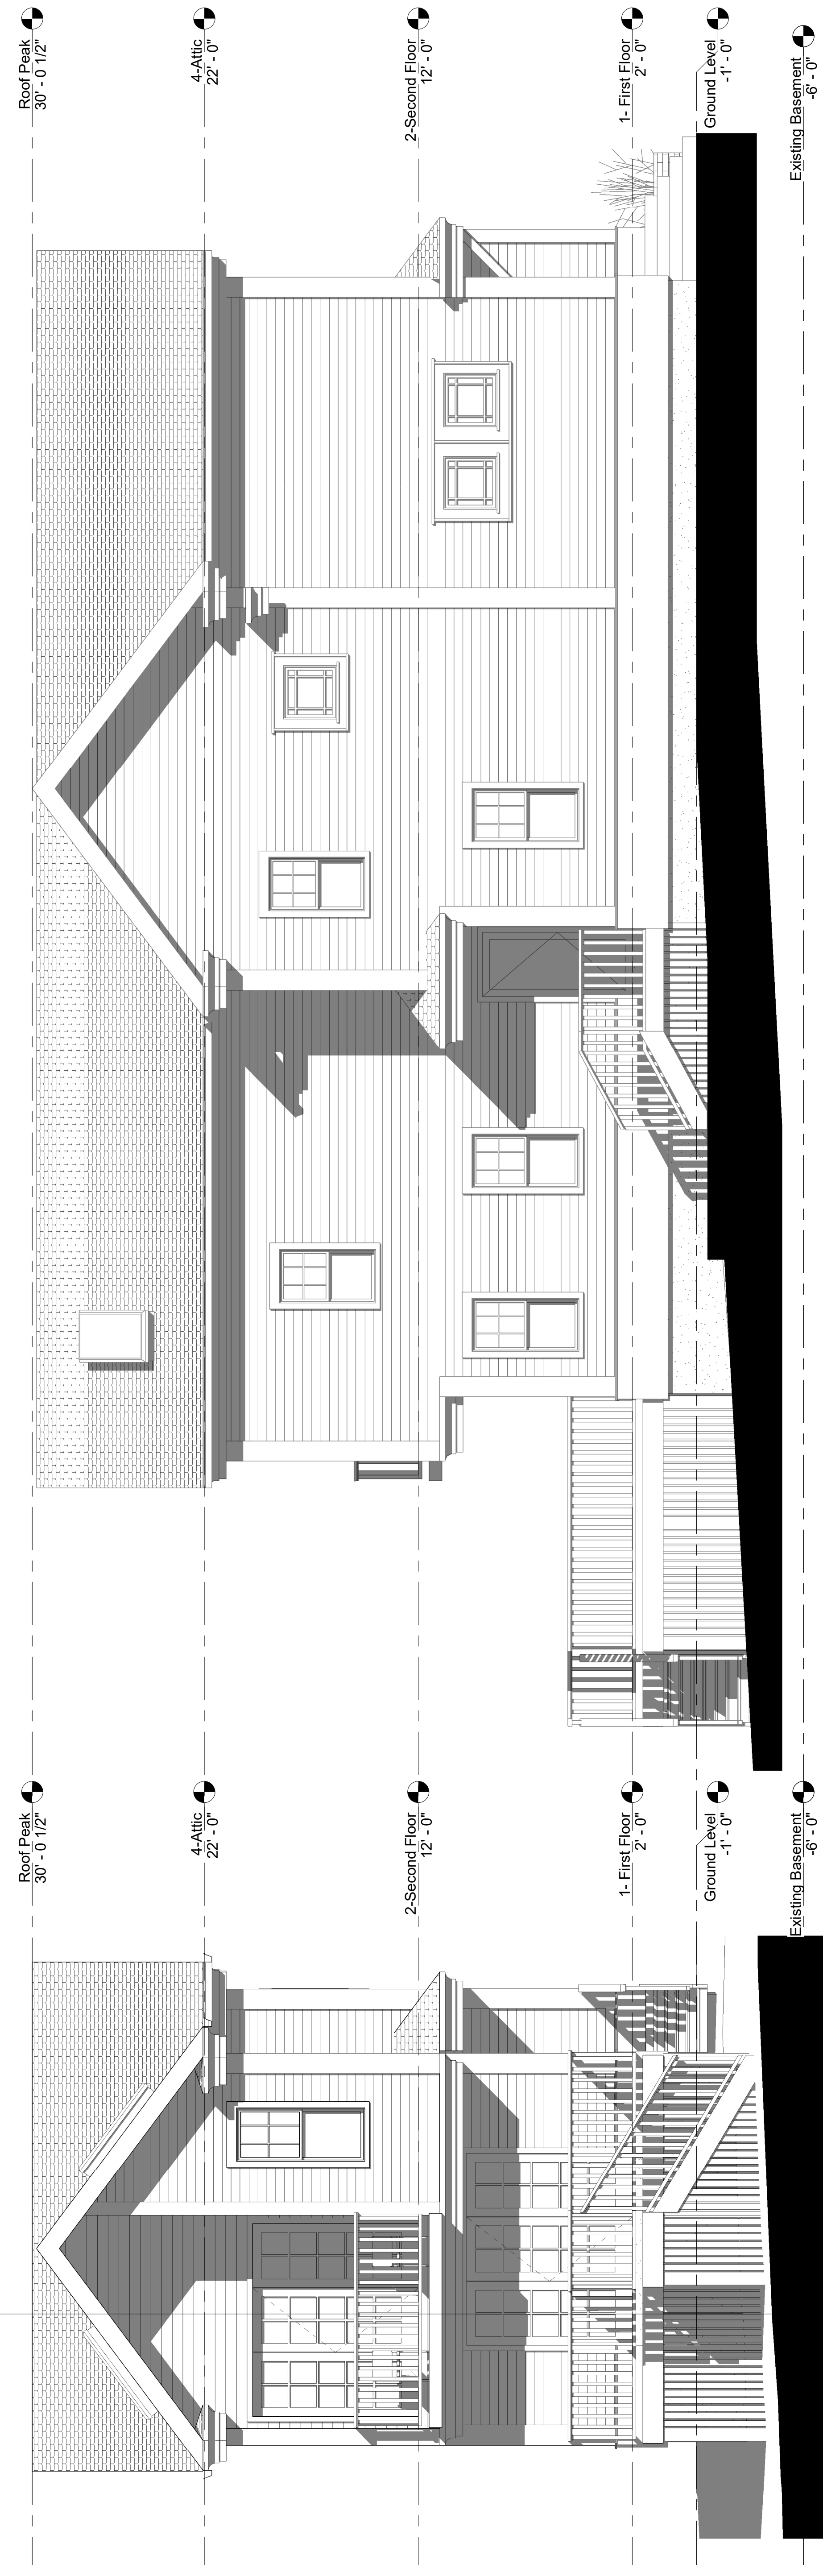 Roof Peak
30' - 0 1/2"
4-Attic
22' - 0"
2-Second Floor
12' - 0"
1- First Floor
2' - 0"
Ground Level
-1' - 0"
Existing Basement
-6' - 0"
Roof Peak
30' - 0 1/2"
4-Attic
22' - 0"
2-Second Floor
12' - 0"
1- First Floor
2' - 0"
Ground Level
-1' - 0"
Existing Basement
-6' - 0"